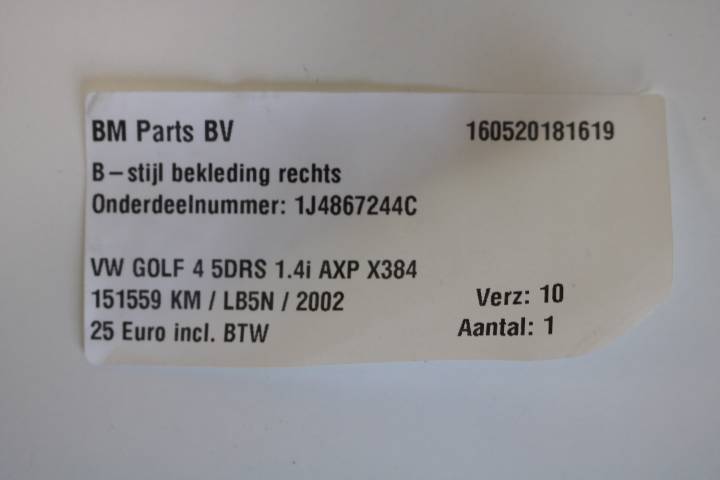 BM Parts BV 160520181619
B-stijl bekleding rechts
Onderdeelnummer: 1J4867244C
VW GOLF 4 5DRS 1.4i AXP X384
151559 KM / LB5N / 2002 Verz: 10
25 Euro incl. BTW Aantal: 1